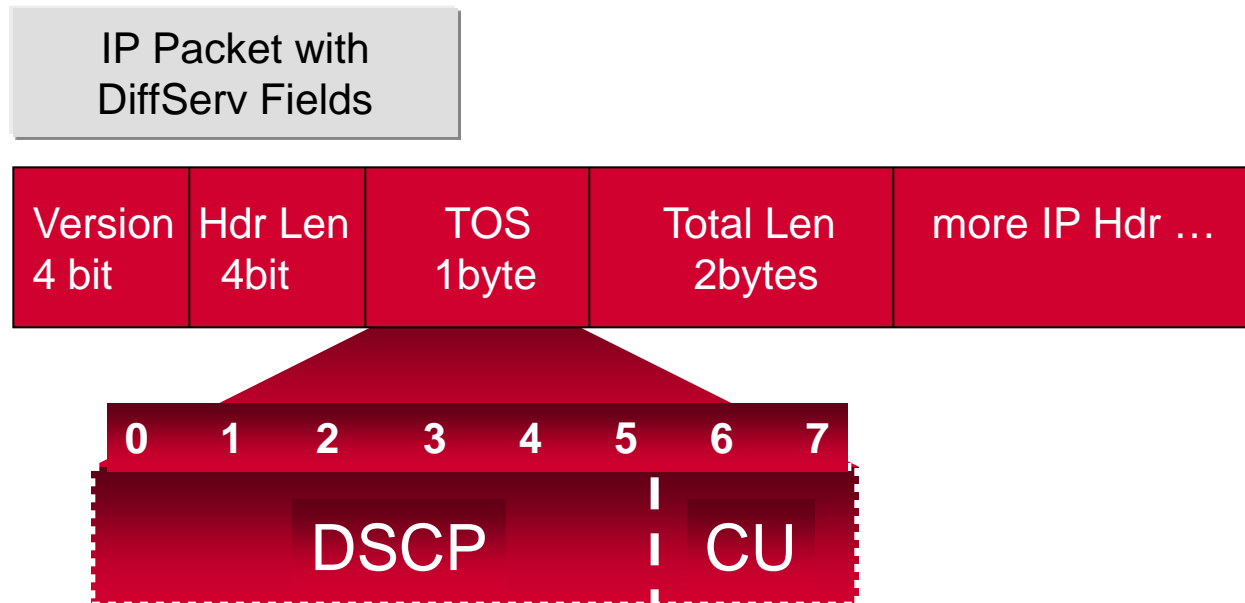 IP Packet with
DiffServ Fields
Version Hdr Len TOS Total Len more IP Hdr …
4 bit 4bit 1byte 2bytes
0 1 2 3 4 5 6 7
DSCP CU